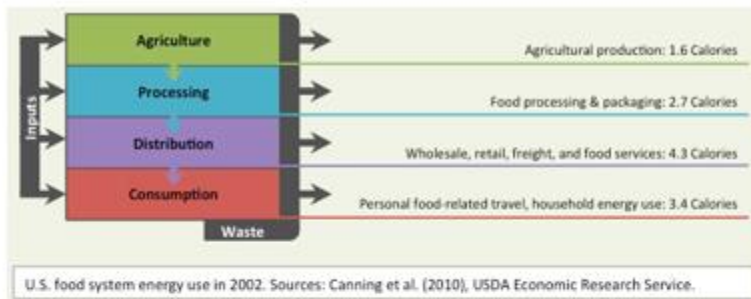 Agriculture
Agricultural production: 1.6 Calories
Processing
Food processing & packaging: 2.7 Calories
Inputs
Distribution
Wholesale, retail, freight, and food services: 4.3 Calories
Consumption
Personal food-related travel, household energy use: 3.4 Calories
Waste
U.S. food system energy use in 2002. Sources: Canning et al. (2010), USDA Economic Research Service.